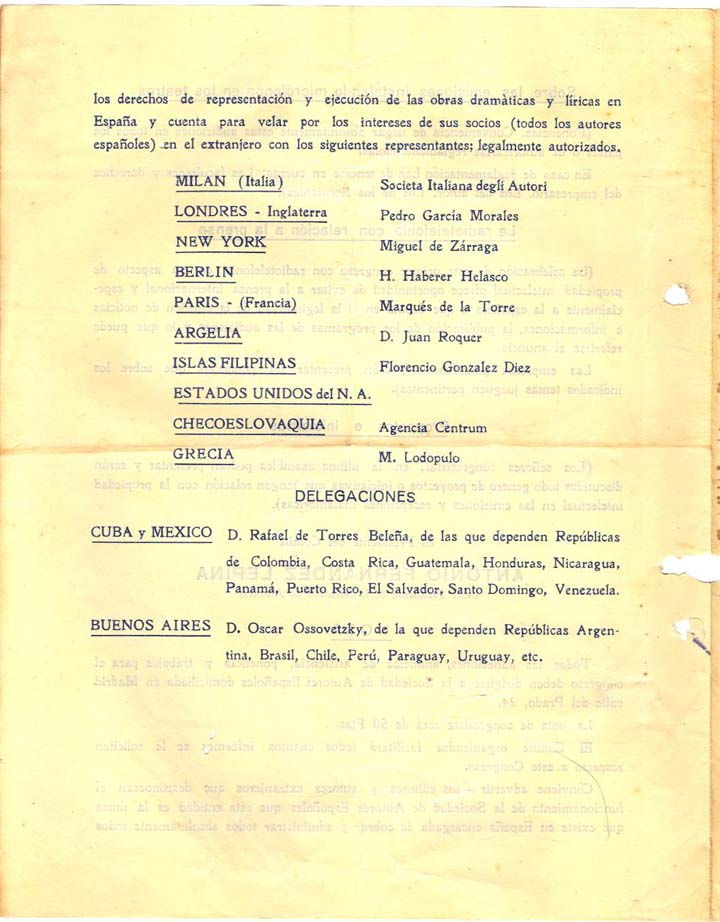 los derechos de representación y ejecución de las obras dramàticas y líricas en
España y cuenta para velar por los intereses de sus socios (todos los autores
españoles) en el extranjero con los siguientes representantes; legalmente autorizados.
MILAN (Italia) Societa Italiana degli Autori
LONDRES - Inglaterra Pedro García Morales
NEW YORK Miguel de Zárraga
BERLIN H. Haberer Helasco
PARIS - (Francia) Marqués de la Torre
ARGELIA D. Juan Roquer
ISLAS FILIPINAS Florencio Gonzalez Diez
ESTADOS UNIDOS del N. A.
CHECOESLOVAQUIA Agencia Centrum
GRECIA M. Lodopulo
DELEGACIONES
CUBA y MEXICO D. Rafael de Torres Beleña, de las que dependen Repúblicas
de Colombia, Costa Rica, Guatemala, Honduras, Nicaragua,
Panamá, Puerto Rico, El Salvador, Santo Domingo, Venezuela.
BUENOS AIRES D. Oscar Ossovetzky, de la que dependen Repúblicas Argen-
tina, Brasil, Chile, Perú, Paraguay, Uruguay, etc.